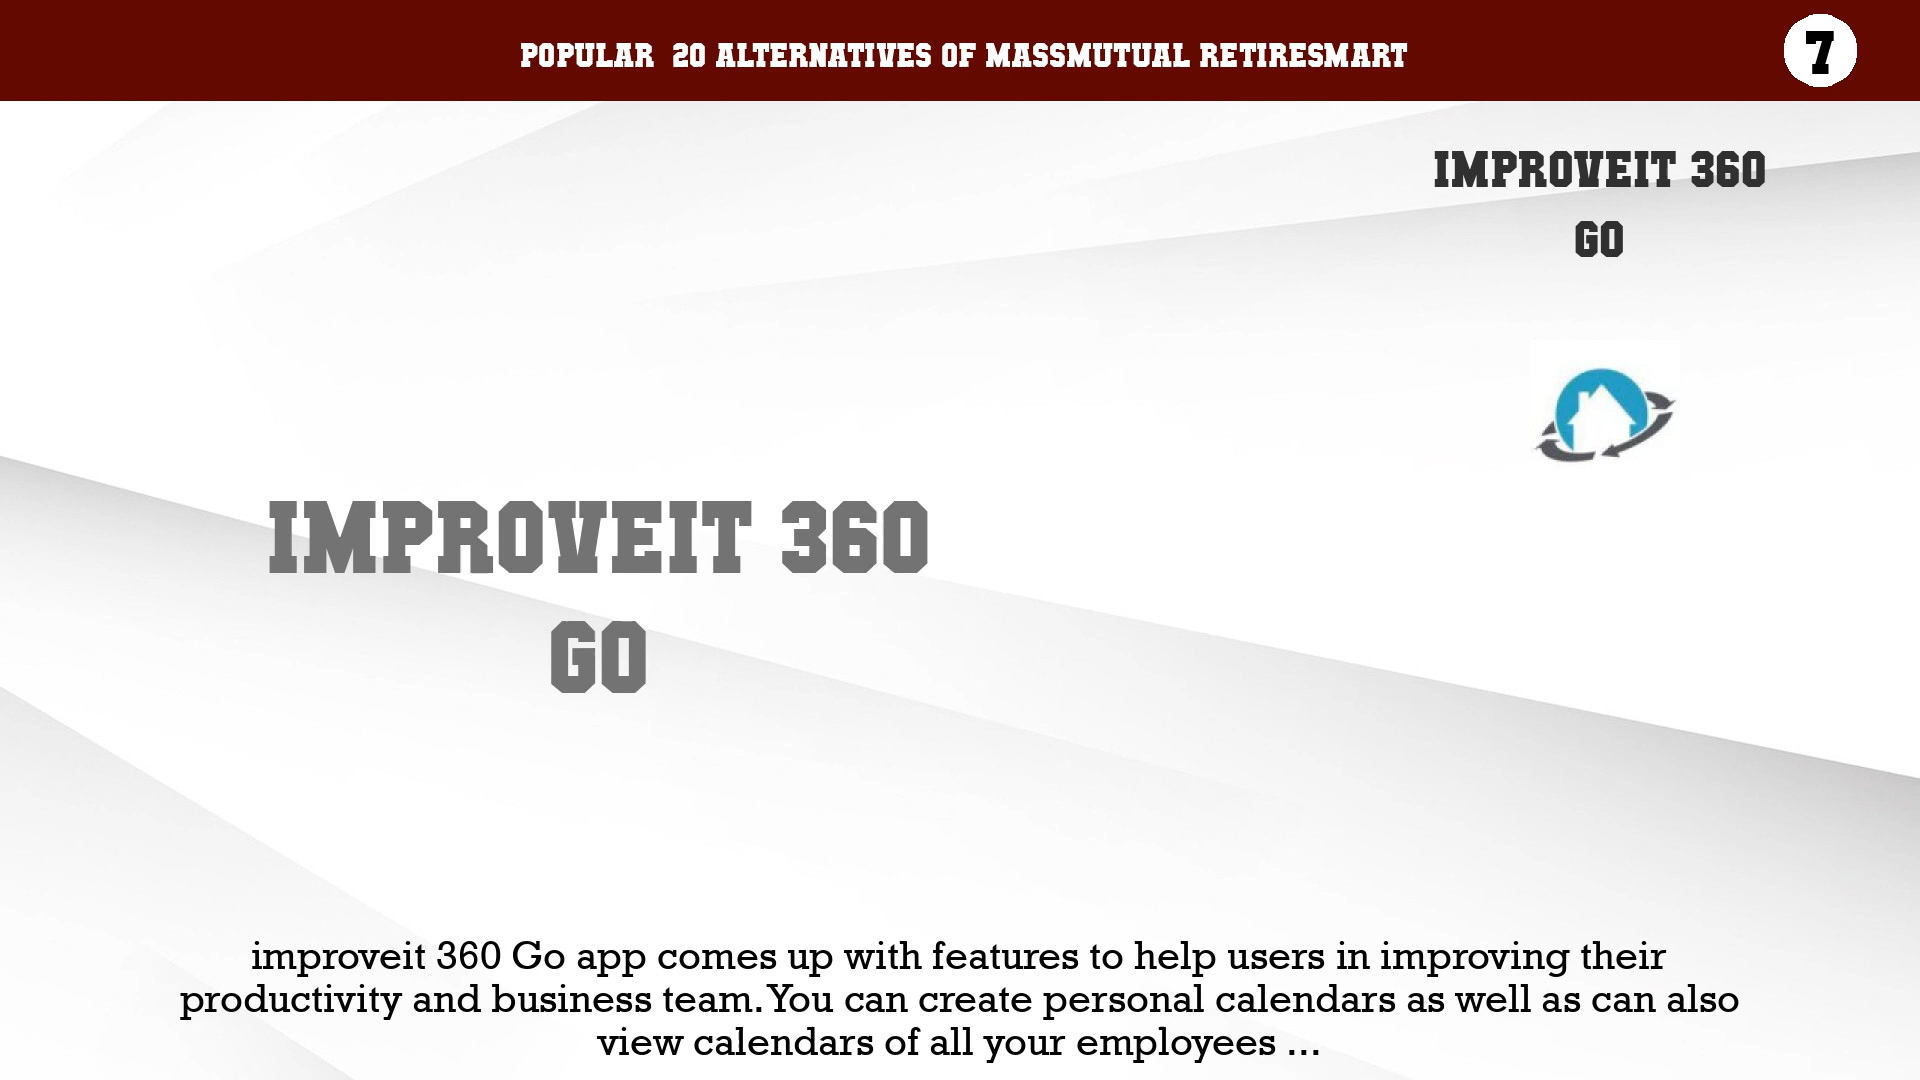 POPULAR  20 ALTERNATIVES OF MASSMUTUAL RETIRESMART
7
IMPROVEIT 360
GO
IMPROVEIT 360
GO
improveit 360 Go app comes up with features to help users in improving their
productivity and business team. You can create personal calendars as well as can also
view calendars of all your employees ...